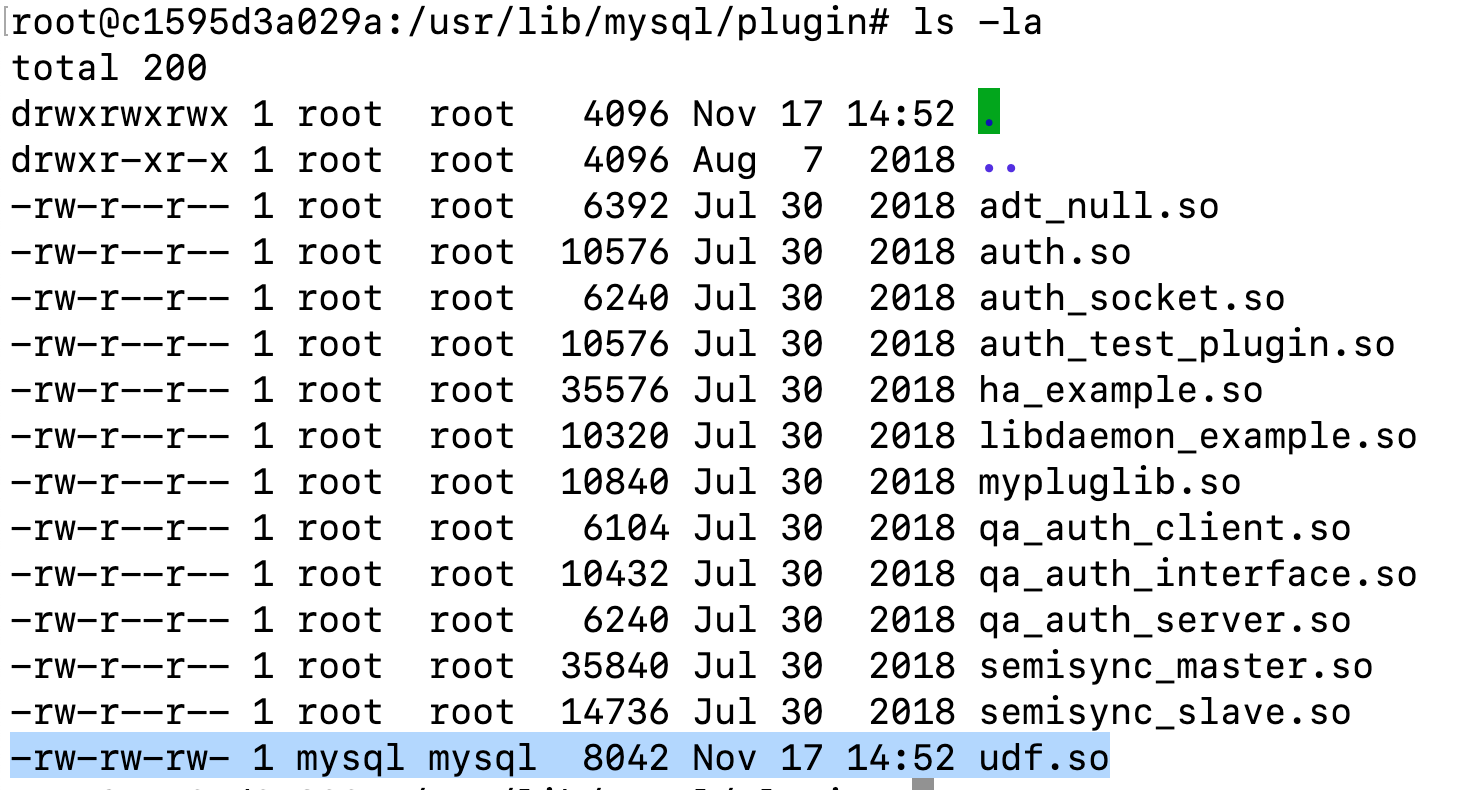 [root@c1595d3a029a:/usr/lib/mysql/plugin# ls -la
total 200
drwxrwxrwx 1 root  root   4096 Nov 17 14:52 .
drwxr-xr-x 1 root  root   4096 Aug  7  2018 ..
-rw-r--r-- 1 root  root   6392 Jul 30  2018 adt_null.so
-rw-r--r-- 1 root  root  10576 Jul 30  2018 auth.so
-rw-r--r-- 1 root  root   6240 Jul 30  2018 auth_socket.so
-rw-r--r-- 1 root  root  10576 Jul 30  2018 auth_test_plugin.so
-rw-r--r-- 1 root  root  35576 Jul 30  2018 ha_example.so
-rw-r--r-- 1 root  root  10320 Jul 30  2018 libdaemon_example.so
-rw-r--r-- 1 root  root  10840 Jul 30  2018 mypluglib.so
-rw-r--r-- 1 root  root   6104 Jul 30  2018 qa_auth_client.so
-rw-r--r-- 1 root  root  10432 Jul 30  2018 qa_auth_interface.so
-rw-r--r-- 1 root  root   6240 Jul 30  2018 qa_auth_server.so
-rw-r--r-- 1 root  root  35840 Jul 30  2018 semisync_master.so
-rw-r--r-- 1 root  root  14736 Jul 30  2018 semisync_slave.so
-rw-rw-rw- 1 mysql mysql  8042 Nov 17 14:52 udf.so